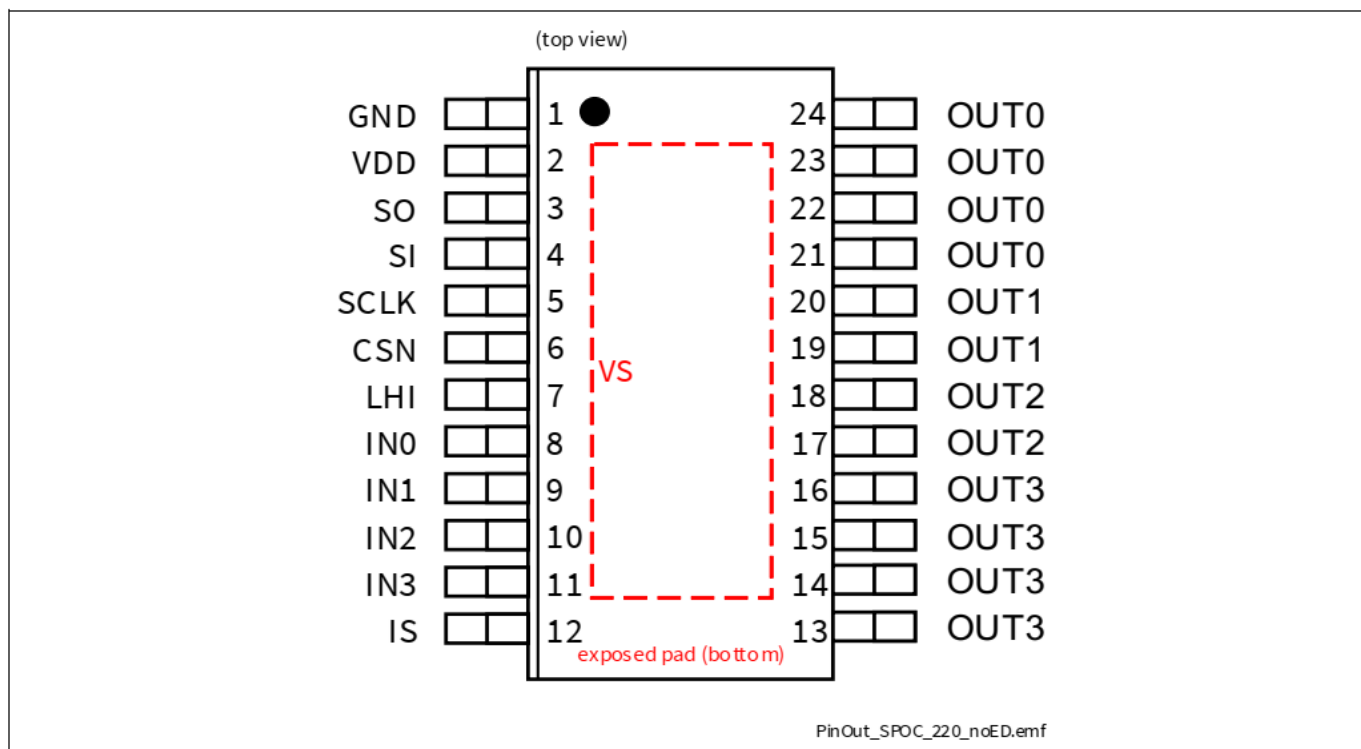 (top view)
GND 1 24 OUT0
VDD 2 23 OUT0
SO 3 22 OUT0
SI 4 21 OUT0
SCLK 5 20 OUT1
CSN 6 19 OUT1
VS
LHI 7 18 OUT2
IN0 8 17 OUT2
IN1 9 16 OUT3
IN2 10 15 OUT3
IN3 11 14 OUT3
IS 12 13 OUT3
exposed pad (bottom)
PinOut_SPOC_220_noED.emf